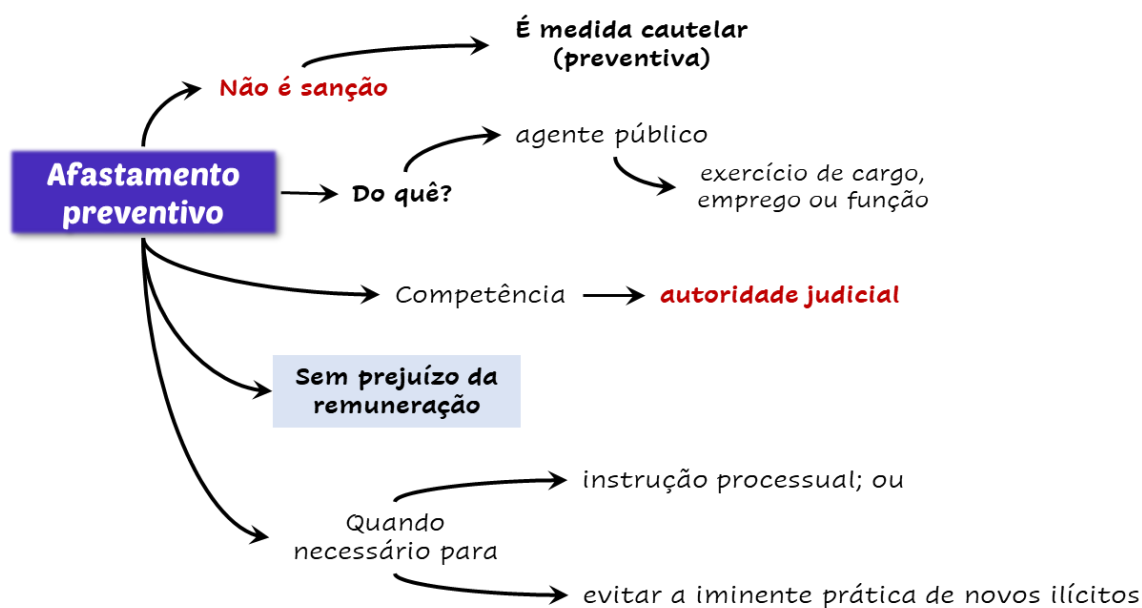 É medida cautelar
(preventiva)
Não é sanção
agente público
Afastamento
preventivo
Do quê?
exercício de cargo,
emprego ou função
Competência
autoridade judicial
Sem prejuízo da
remuneração
instrução processual; ou
Quando
necessário para
evitar a iminente prática de novos ilícitos